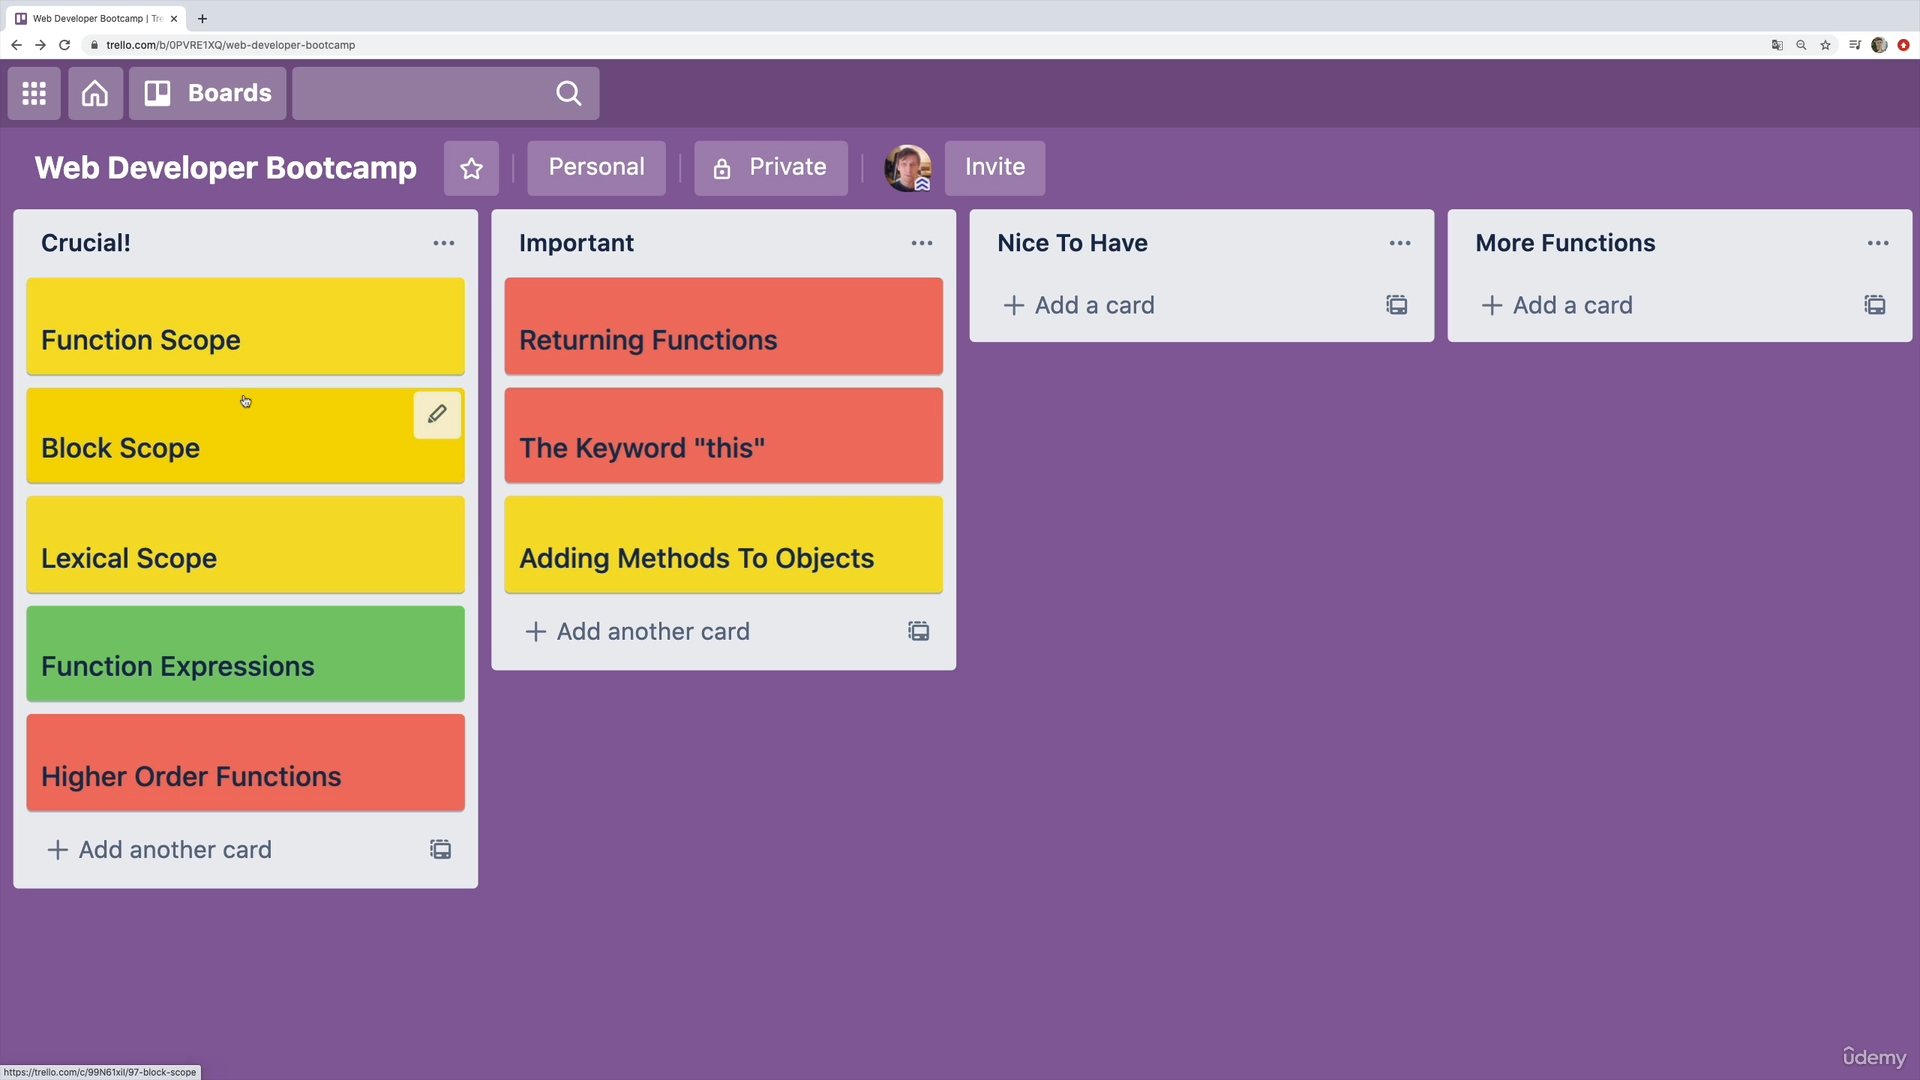 Web Developer Bootcamp | Tre
trello.com/b/0PVRE1XQ/web-developer-bootcamp
Boards
Web Developer Bootcamp
Personal
Private
Invite
Crucial!
Function Scope
Block Scope
Lexical Scope
Function Expressions
Higher Order Functions
Add another card
Important
Returning Functions
The Keyword "this"
Adding Methods To Objects
Add another card
Nice To Have
Add a card
More Functions
Add a card
https://trello.com/c/99N61xiI/97-block-scope
ûdemy